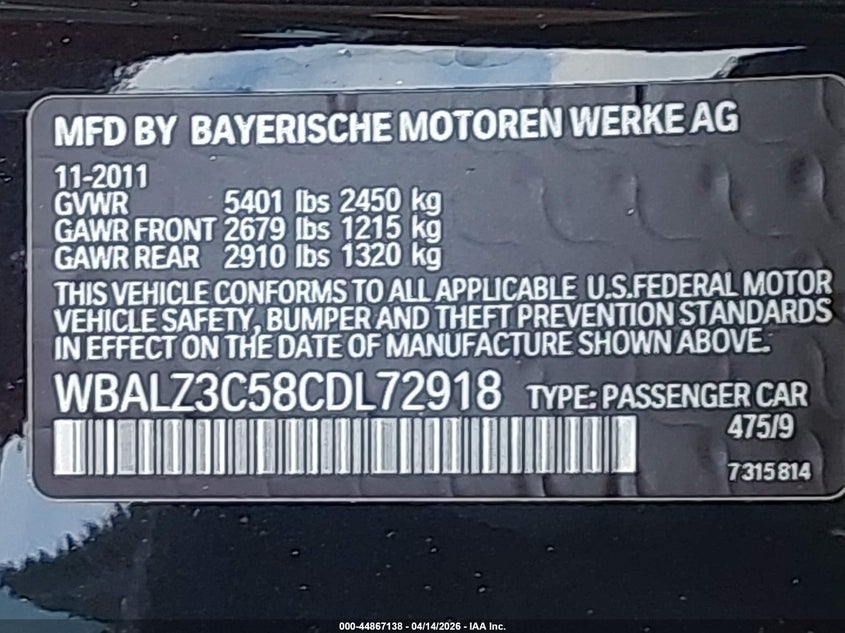 MFD BY BAYERISCHE MOTOREN WERKE AG
11-2011
GVWR 5401 lbs 2450 kg
GAWR FRONT 2679 lbs 1215 kg
GAWR REAR 2910 lbs 1320 kg
THIS VEHICLE CONFORMS TO ALL APPLICABLE U.S.FEDERAL MOTOR
VEHICLE SAFETY, BUMPER AND THEFT PREVENTION STANDARDS
IN EFFECT ON THE DATE OF MANUFACTURE SHOWN ABOVE.
WBALZ3C58CDL72918 TYPE: PASSENGER CAR
475/9
7 315 814
000-44867138 - 04/14/2026 - IAA Inc.